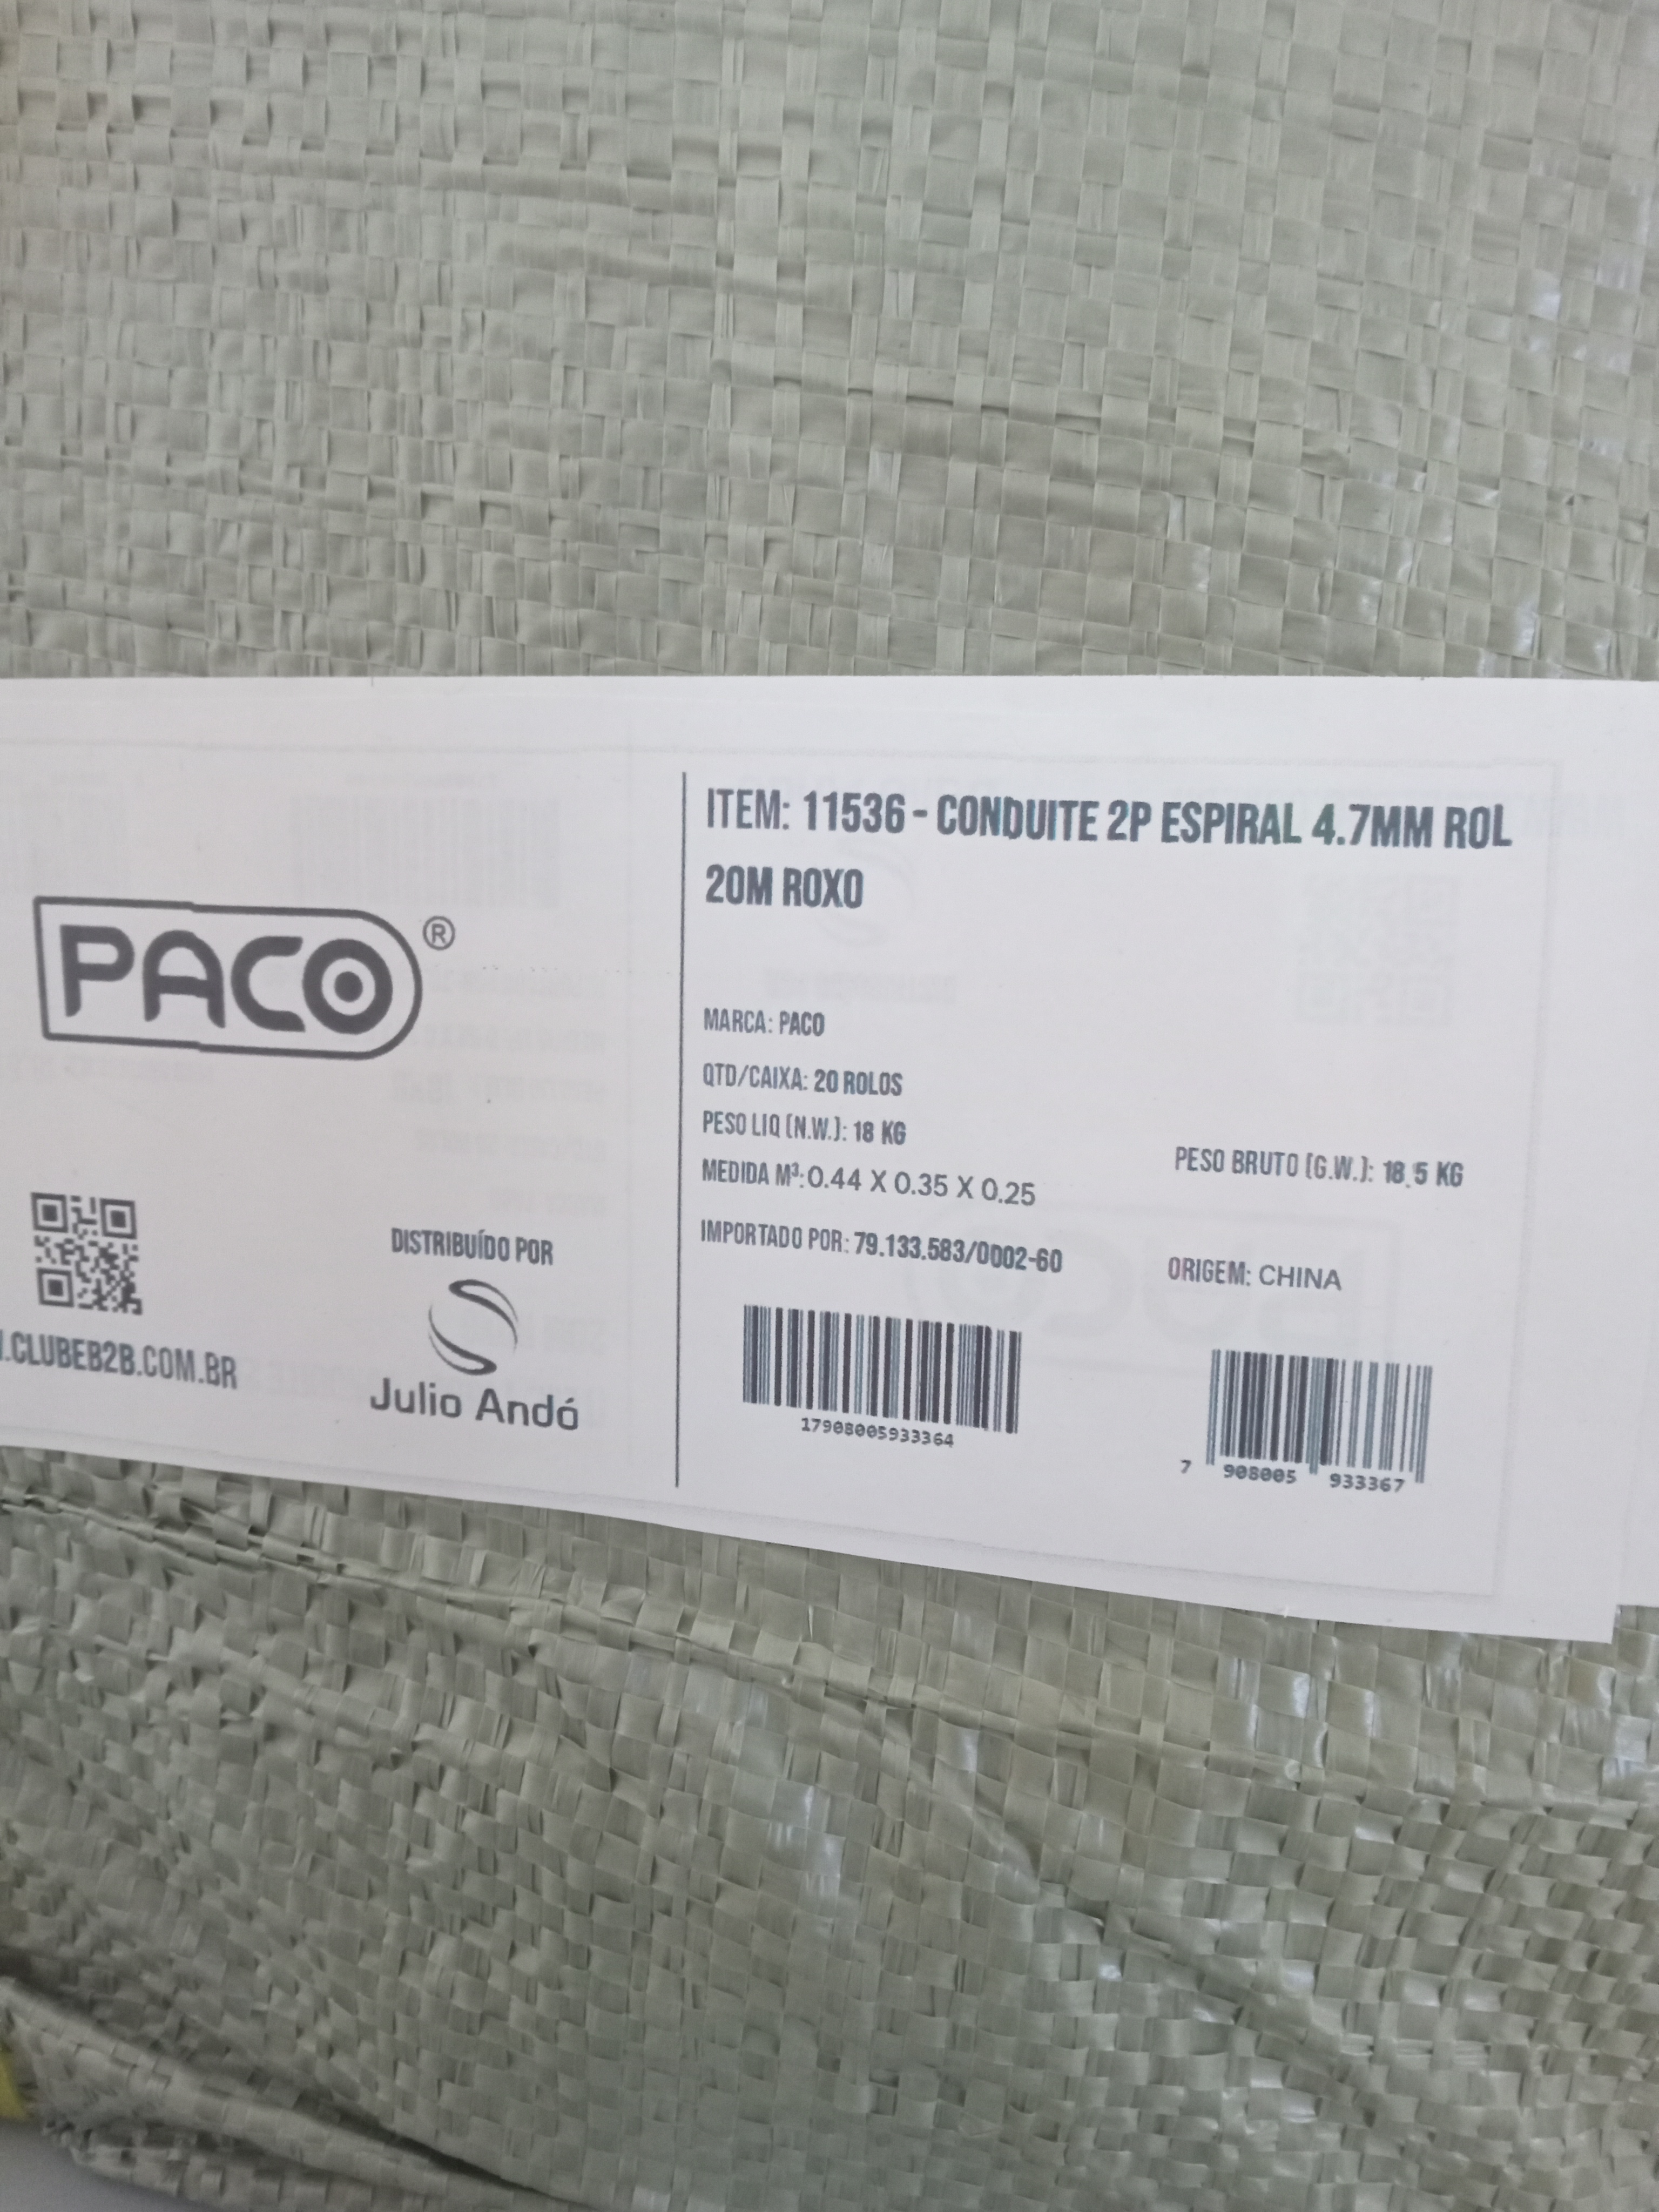 PACO®
.CLUBEB2B.COM.BR
DISTRIBUÍDO POR
Julio Andó
ITEM: 11536 - CONDUITE 2P ESPIRAL 4.7MM ROL
20M ROXO
MARCA: PACO
QTD/CAIXA: 20 ROLOS
PESO LIQ (N.W.): 18 KG
PESO BRUTO (G.W.): 18.5 KG
MEDIDA M³: 0.44 X 0.35 X 0.25
IMPORTADO POR: 79.133.583/0002-60
ORIGEM: CHINA
17908005933364
7 908005 933367